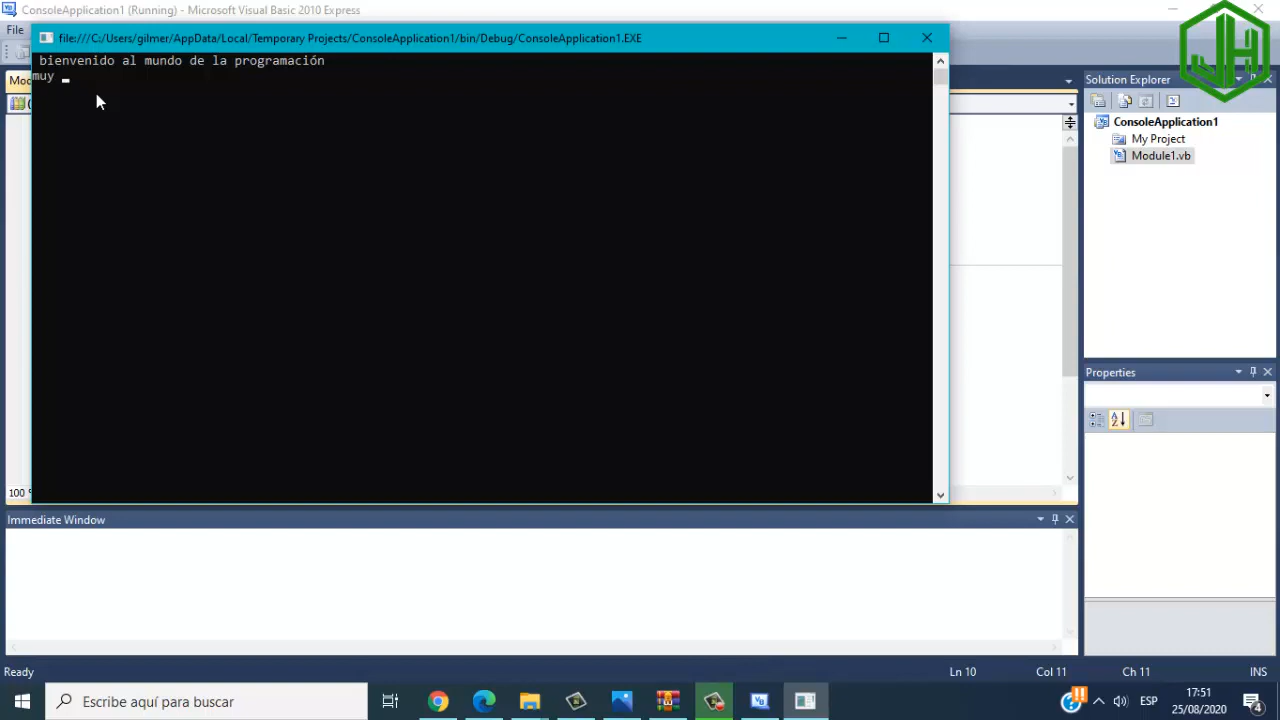 ConsoleApplication1 (Running) - Microsoft Visual Basic 2010 Express
File
file:///C:/Users/gilmer/AppData/Local/Temporary Projects/ConsoleApplication1/bin/Debug/ConsoleApplication1.EXE
bienvenido al mundo de la programación
muy
Solution Explorer
ConsoleApplication1
My Project
Module1.vb
Properties
100
Immediate Window
Ready
Ln 10
Col 11
Ch 11
INS
Escribe aquí para buscar
ESP
17:51
25/08/2020
4